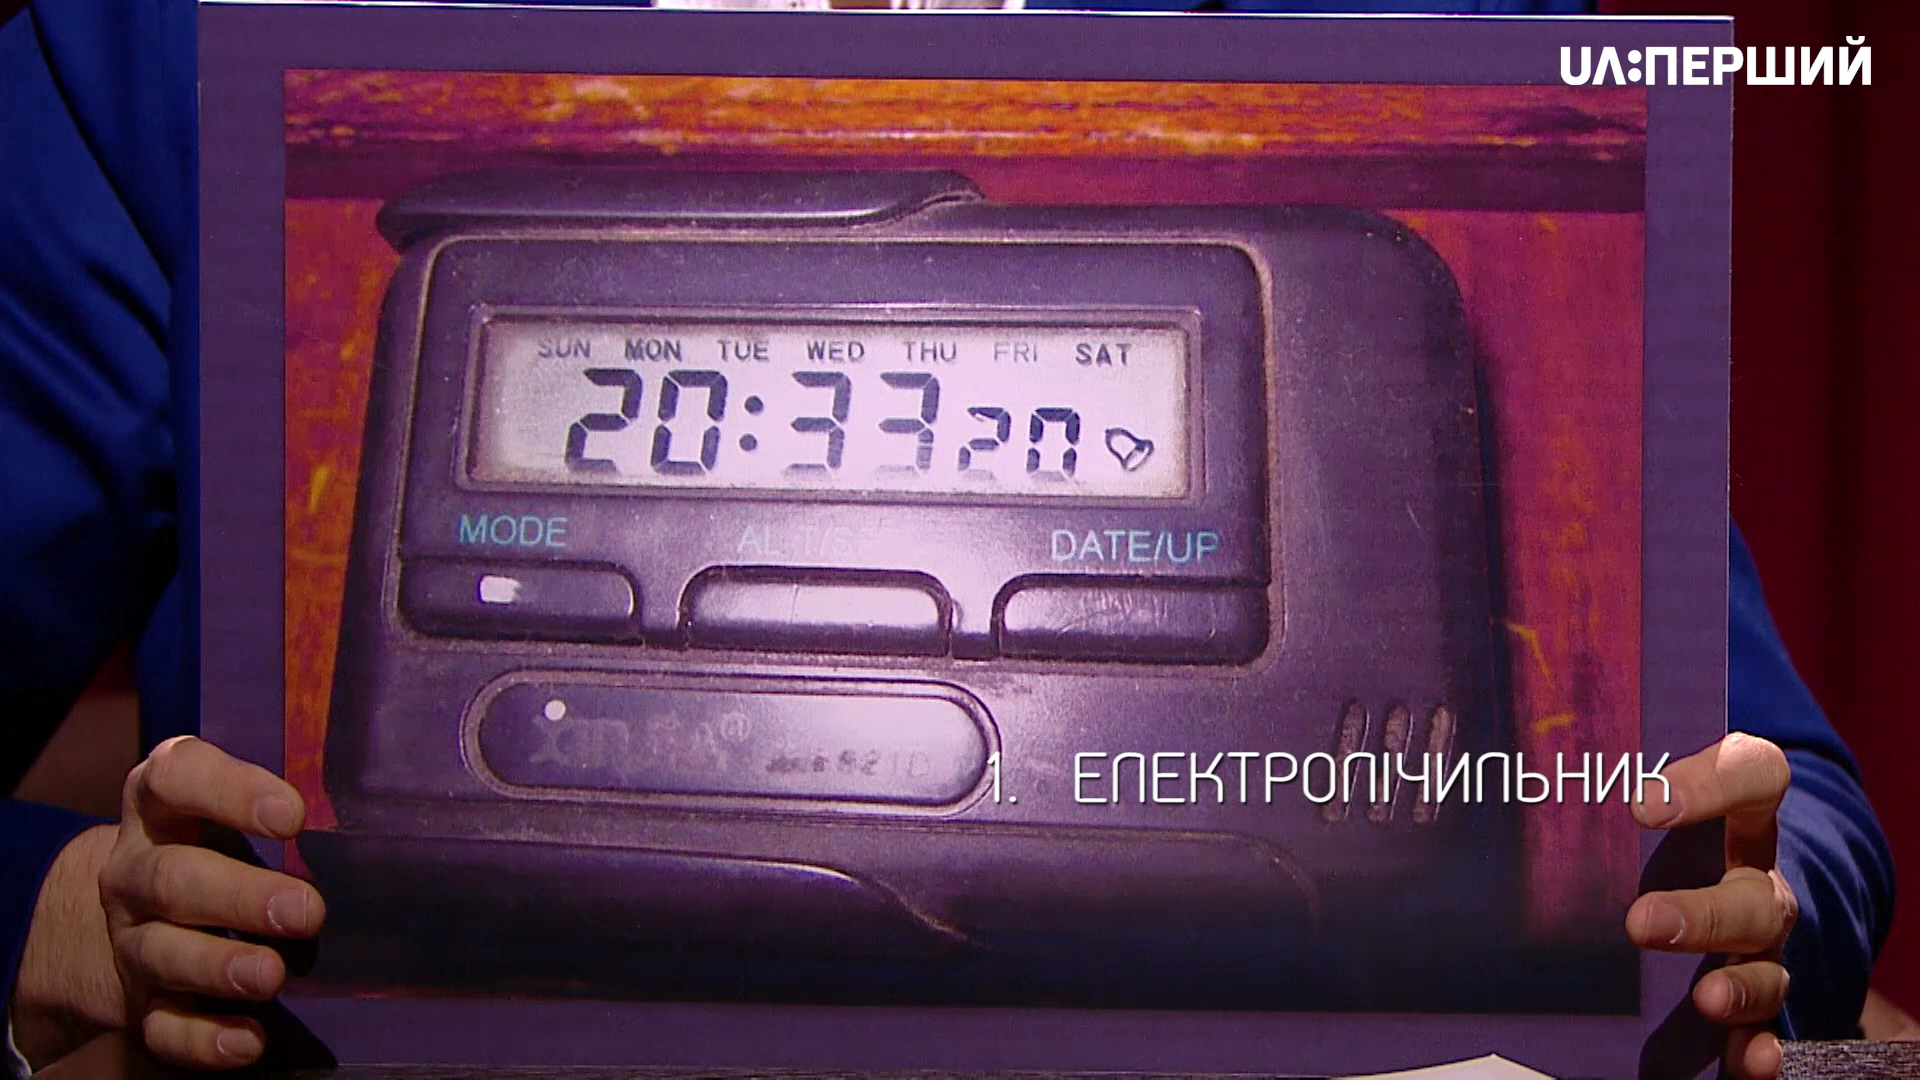 UA:ПЕРШИЙ
SUN MON TUE WED THU FRI SAT
20:33 20
MODE DATE/UP
1. ЕЛЕКТРОЛІЧИЛЬНИК